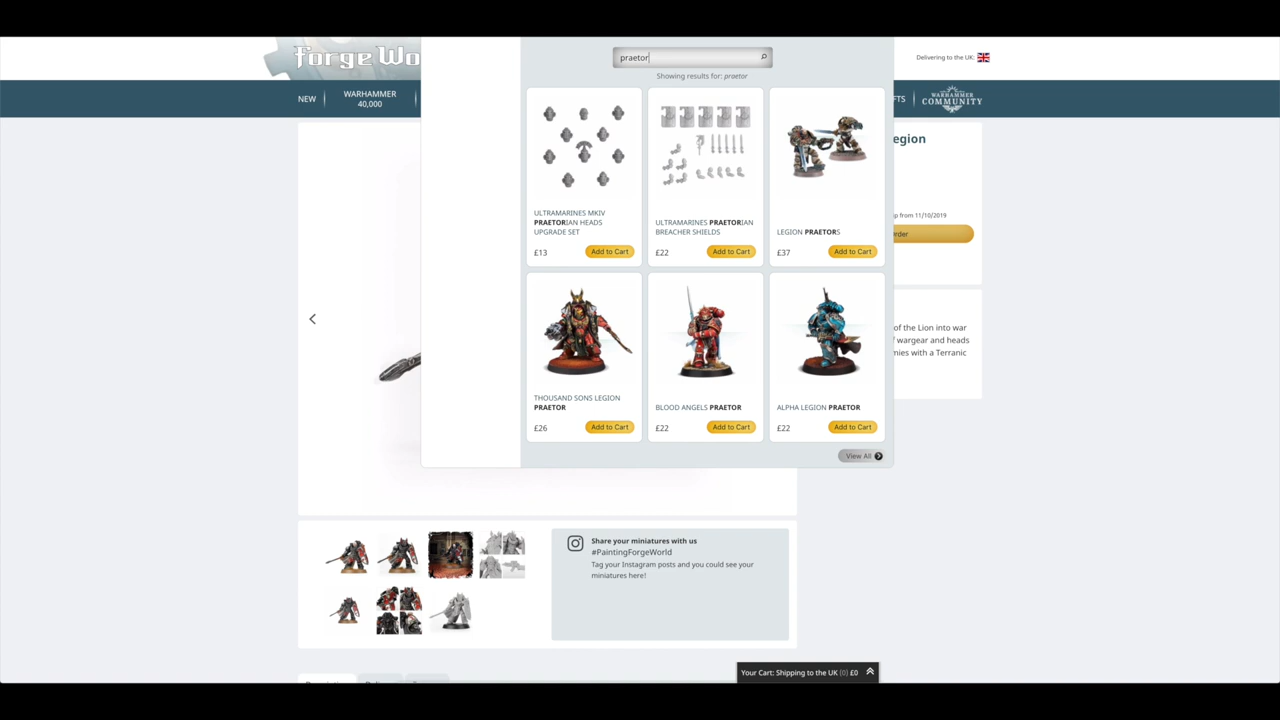 praetor
Delivering to the UK:
Showing results for: praetor
NEW
WARHAMMER
40,000
WARHAMMER
COMMUNITY
egion
ULTRAMARINES MKIV
PRAETORIAN HEADS
UPGRADE SET
£13
Add to Cart
ULTRAMARINES PRAETORIAN
BREACHER SHIELDS
£22
Add to Cart
LEGION PRAETORS
£37
Add to Cart
p from 11/10/2019
rder
THOUSAND SONS LEGION
PRAETOR
£26
Add to Cart
BLOOD ANGELS PRAETOR
£22
Add to Cart
ALPHA LEGION PRAETOR
£22
Add to Cart
of the Lion into war
wargear and heads
mies with a Terranic
View All
Share your miniatures with us
#PaintingForgeWorld
Tag your Instagram posts and you could see your
miniatures here!
Your Cart: Shipping to the UK (0) £0